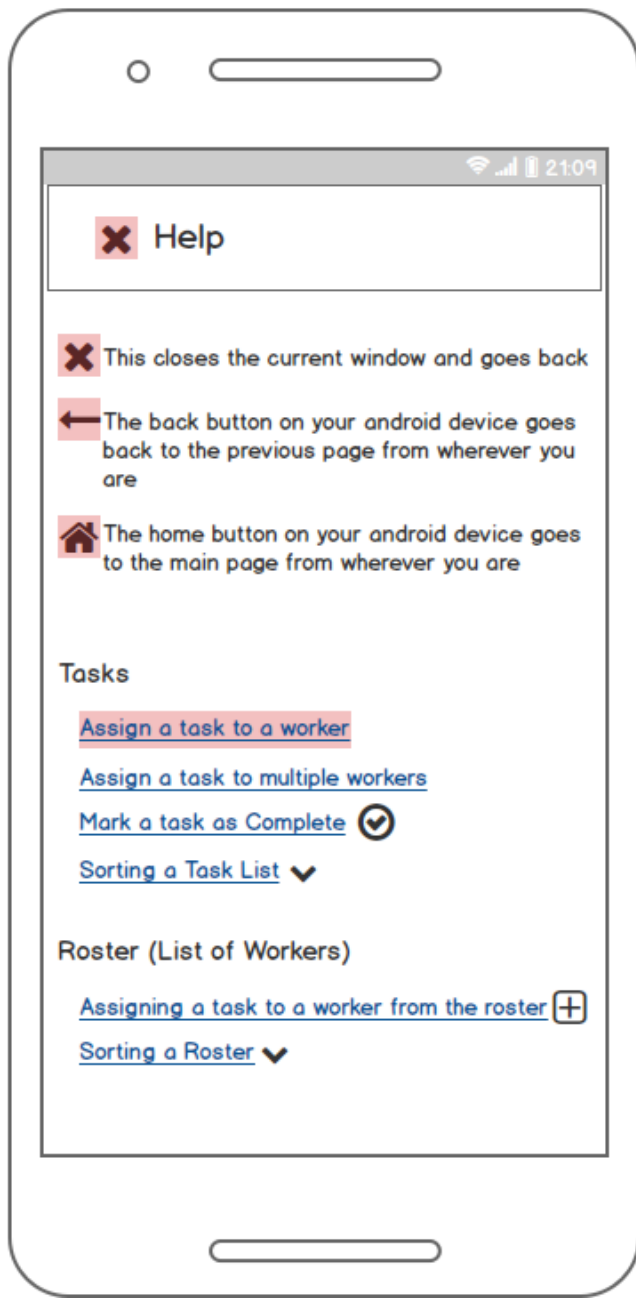 21:09
Help
This closes the current window and goes back
The back button on your android device goes
back to the previous page from wherever you
are
The home button on your android device goes
to the main page from wherever you are
Tasks
Assign a task to a worker
Assign a task to multiple workers
Mark a task as Complete
Sorting a Task List
Roster (List of Workers)
Assigning a task to a worker from the roster
Sorting a Roster